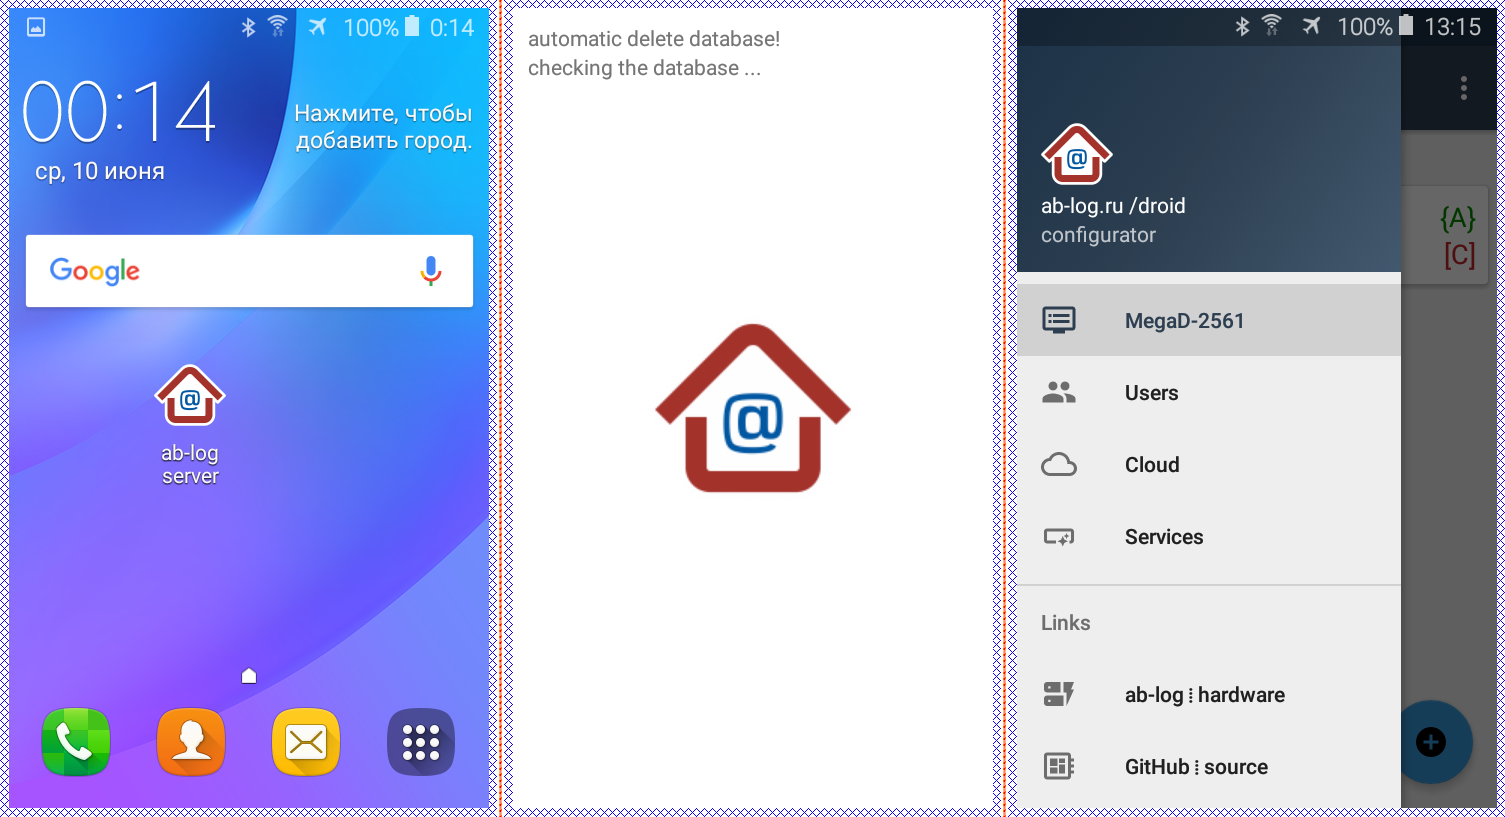 100% 0:14
00:14
Нажмите, чтобы
добавить город.
ср, 10 июня
Google
@
ab-log
server
automatic delete database!
checking the database ...
@
100% 13:15
@
ab-log.ru /droid
configurator
{A}
[C]
MegaD-2561
Users
Cloud
Services
Links
ab-log⁞hardware
GitHub⁞source